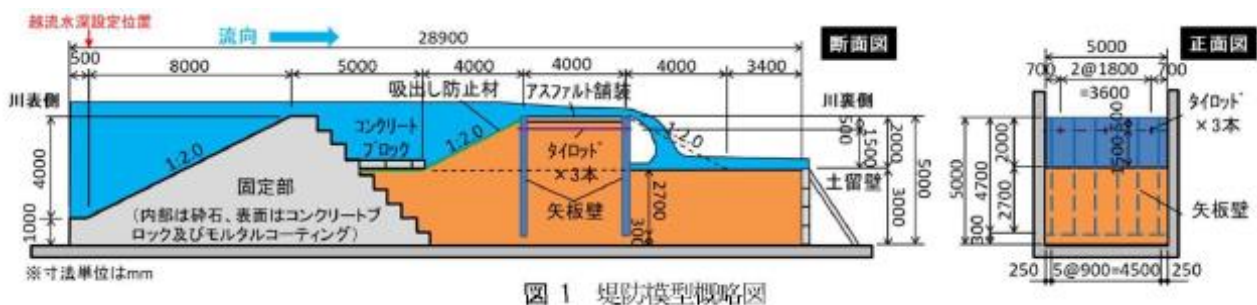 越流水深設定位置
流向
28900
断面図
500
8000
5000
4000
4000
4000
3400
川表側
吸出し防止材
アスファルト舗装
川裏側
コンクリート
ブロック
1:2.0
1:2.0
1:2.0
タイロッド
×3本
固定部
(内部は砕石、表面はコンクリートブ
ロック及びモルタルコーティング)
矢板壁
土留壁
4000
1000
2700
300
500
1500
2000
3000
5000
※寸法単位はmm
正面図
5000
700
2@1800
=3600
700
タイロッド
×3本
矢板壁
5000
4700
300
2000
2700
500
1500
250
5@900=4500
250
図 1 堤防模型概略図